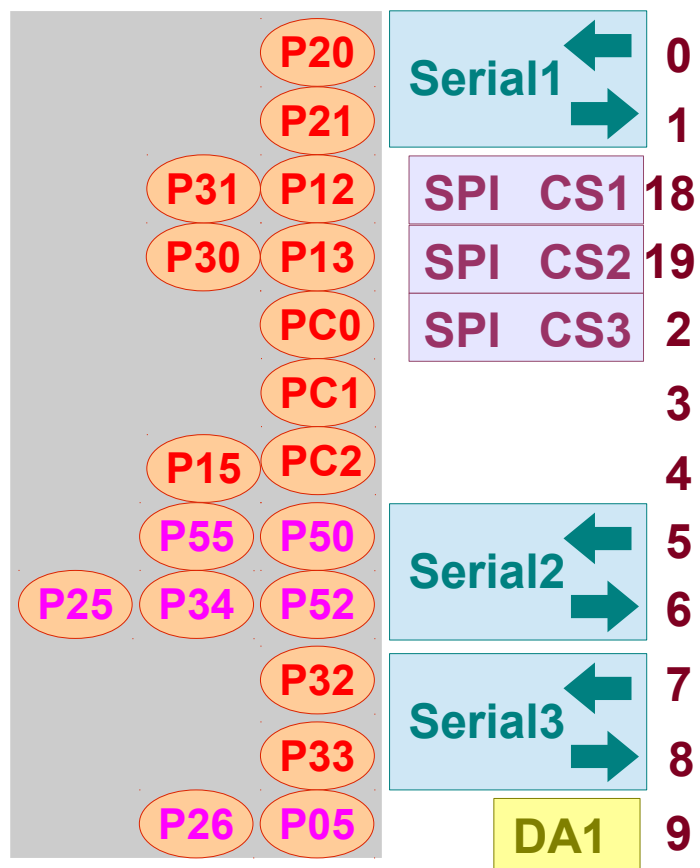 P20 Serial1 0
P21 1
P31 P12 SPI CS1 18
P30 P13 SPI CS2 19
PC0 SPI CS3 2
PC1 3
P15 PC2 4
P55 P50 Serial2 5
P25 P34 P52 6
P32 Serial3 7
P33 8
P26 P05 DA1 9